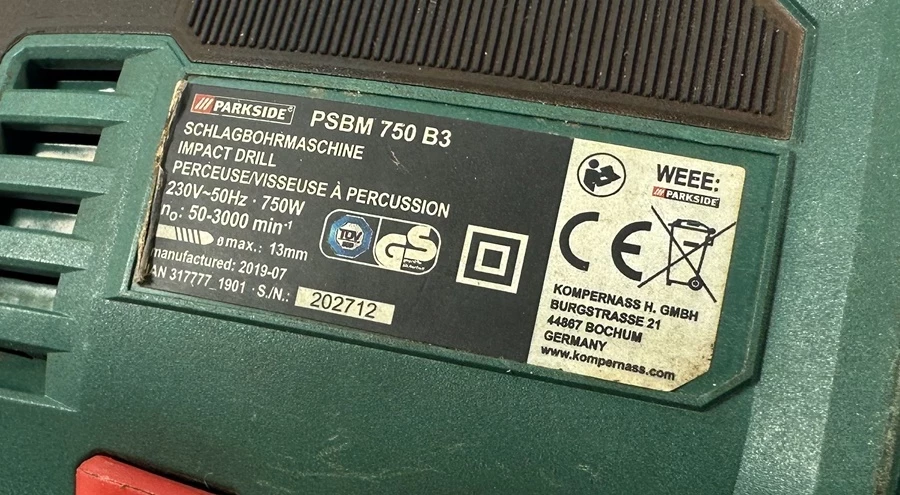 PARKSIDE® PSBM 750 B3
SCHLAGBOHRMASCHINE
IMPACT DRILL
PERCEUSE/VISSEUSE À PERCUSSION
230V~50Hz · 750W
n₀: 50-3000 min⁻¹
ømax.: 13mm
manufactured: 2019-07
IAN 317777_1901 · S./N.: 202712
TÜV
GS
WEEE:
PARKSIDE
CE
KOMPERNASS H. GMBH
BURGSTRASSE 21
44867 BOCHUM
GERMANY
www.kompernass.com